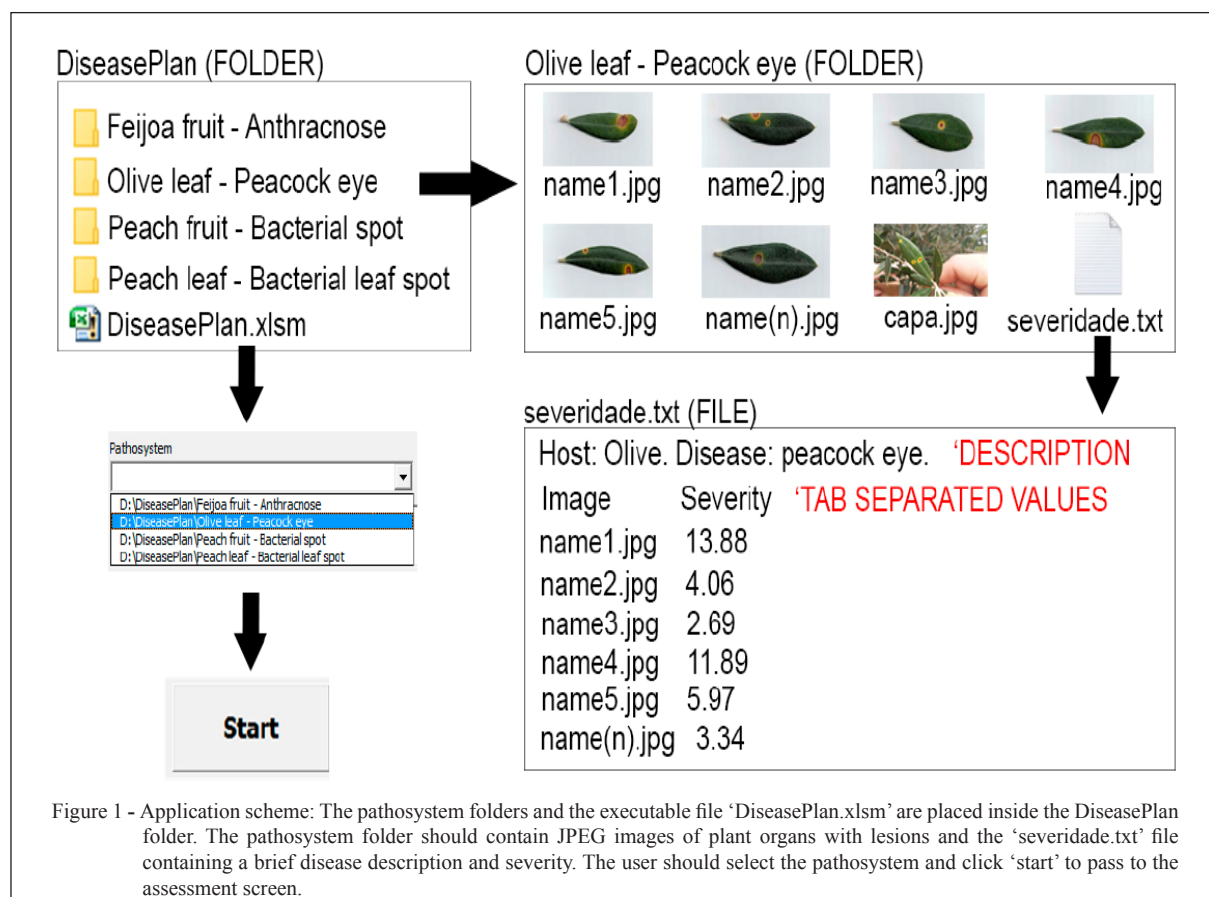 DiseasePlan (FOLDER)
Feijoa fruit - Anthracnose
Olive leaf - Peacock eye
Peach fruit - Bacterial spot
Peach leaf - Bacterial leaf spot
DiseasePlan.xlsm
Olive leaf - Peacock eye (FOLDER)
name1.jpg name2.jpg name3.jpg name4.jpg
name5.jpg name(n).jpg capa.jpg severidade.txt
Pathosystem
D:\DiseasePlan\Feijoa fruit - Anthracnose
D:\DiseasePlan\Olive leaf - Peacock eye
D:\DiseasePlan\Peach fruit - Bacterial spot
D:\DiseasePlan\Peach leaf - Bacterial leaf spot
Start
severidade.txt (FILE)
Host: Olive. Disease: peacock eye. ‘DESCRIPTION
Image Severity ‘TAB SEPARATED VALUES
name1.jpg 13.88
name2.jpg 4.06
name3.jpg 2.69
name4.jpg 11.89
name5.jpg 5.97
name(n).jpg 3.34
Figure 1 - Application scheme: The pathosystem folders and the executable file ‘DiseasePlan.xlsm’ are placed inside the DiseasePlan
folder. The pathosystem folder should contain JPEG images of plant organs with lesions and the ‘severidade.txt’ file
containing a brief disease description and severity. The user should select the pathosystem and click ‘start’ to pass to the
assessment screen.